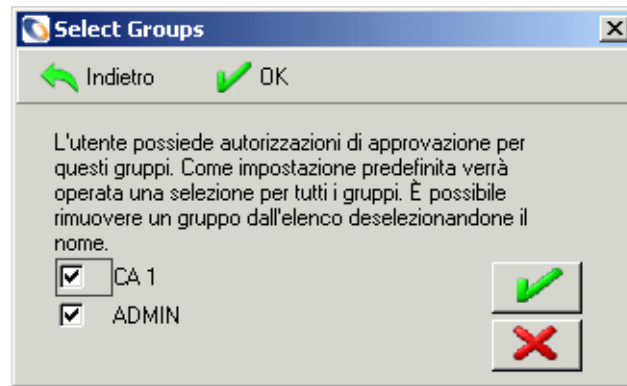 Select Groups
Indietro OK
L'utente possiede autorizzazioni di approvazione per
questi gruppi. Come impostazione predefinita verrà
operata una selezione per tutti i gruppi. È possibile
rimuovere un gruppo dall'elenco deselezionandone il
nome.
CA 1
ADMIN